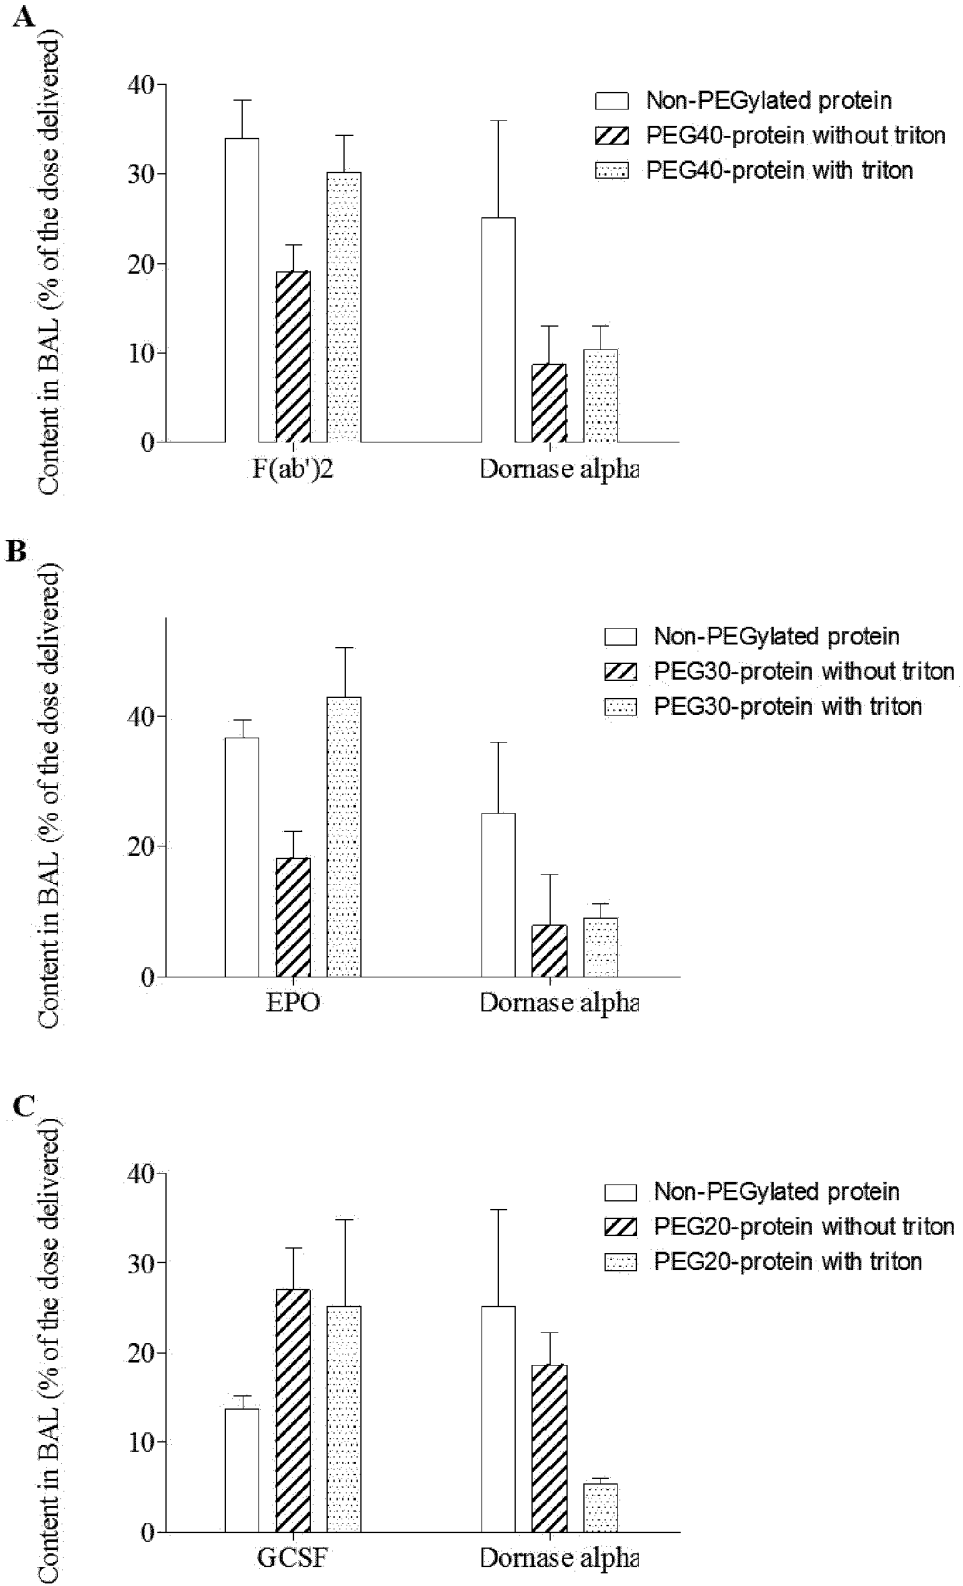 A
Content in BAL (% of the dose delivered)
40
30
20
10
0
Non-PEGylated protein
PEG40-protein without triton
PEG40-protein with triton
F(ab')2
Dornase alpha
B
Content in BAL (% of the dose delivered)
40
20
0
Non-PEGylated protein
PEG30-protein without triton
PEG30-protein with triton
EPO
Dornase alpha
C
Content in BAL (% of the dose delivered)
40
30
20
10
0
Non-PEGylated protein
PEG20-protein without triton
PEG20-protein with triton
GCSF
Dornase alpha